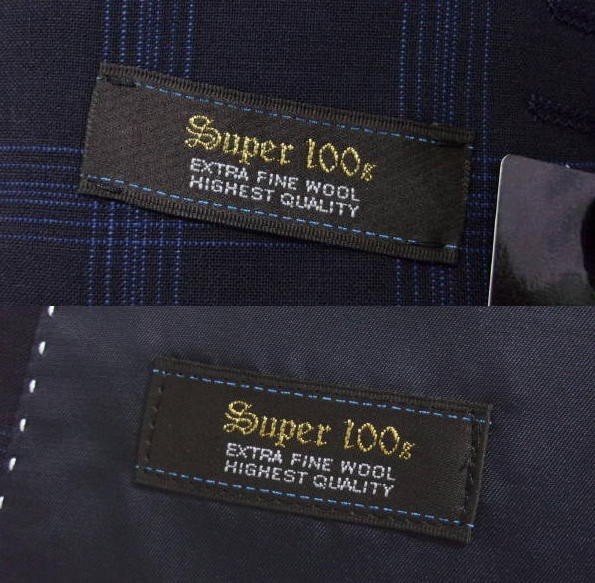 Super 100s
EXTRA FINE WOOL
HIGHEST QUALITY
Super 100s
EXTRA FINE WOOL
HIGHEST QUALITY